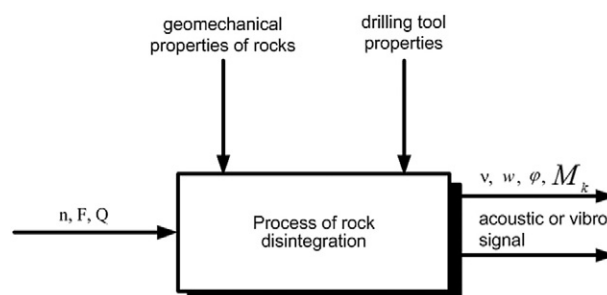 geomechanical
properties of rocks
drilling tool
properties
n, F, Q
Process of rock
disintegration
ν, w, φ, M_k
acoustic or vibro
signal